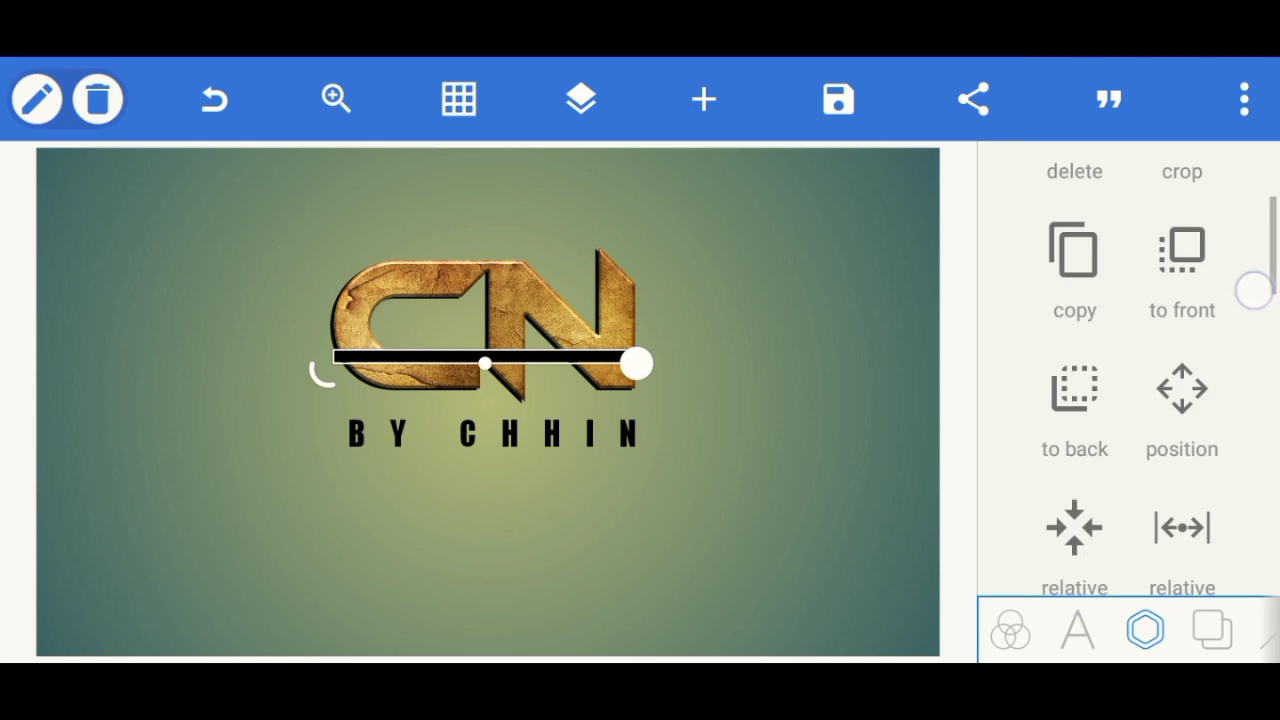 delete crop
CN
copy to front
BY CHHIN
to back position
relative relative